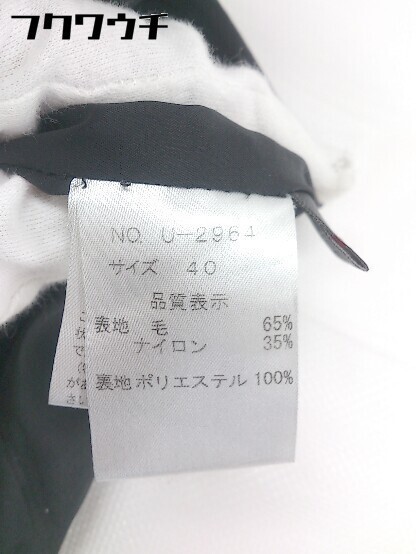 フクワウチ
NO. U-2964
サイズ 40
品質表示
表地 毛 65%
ナイロン 35%
裏地 ポリエステル 100%